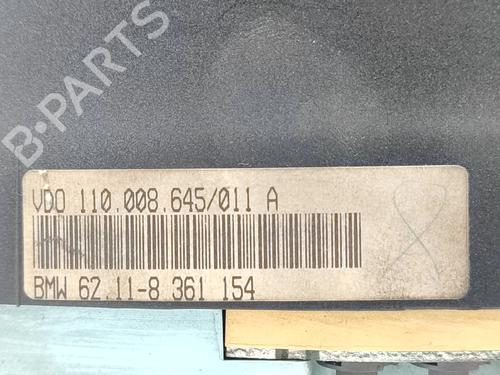 B-PARTS
VDO 110.008.645/011 A
BMW 62.11-8 361 154